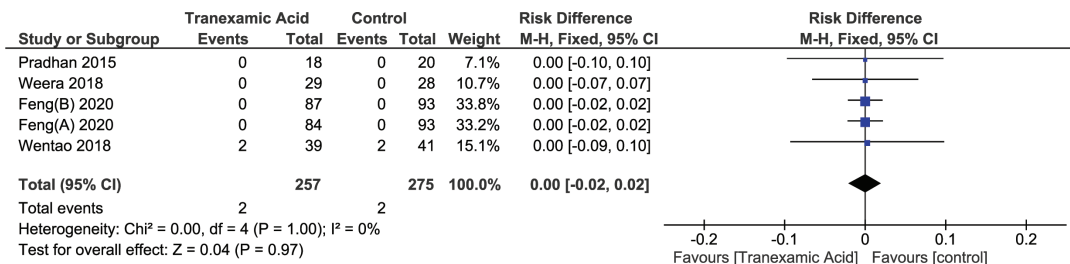 Tranexamic Acid Control Risk Difference Risk Difference
Study or Subgroup Events Total Events Total Weight M-H, Fixed, 95% CI M-H, Fixed, 95% CI
Pradhan 2015 0 18 0 20 7.1% 0.00 [-0.10, 0.10]
Weera 2018 0 29 0 28 10.7% 0.00 [-0.07, 0.07]
Feng(B) 2020 0 87 0 93 33.8% 0.00 [-0.02, 0.02]
Feng(A) 2020 0 84 0 93 33.2% 0.00 [-0.02, 0.02]
Wentao 2018 2 39 2 41 15.1% 0.00 [-0.09, 0.10]
Total (95% CI) 257 275 100.0% 0.00 [-0.02, 0.02]
Total events 2 2
Heterogeneity: Chi² = 0.00, df = 4 (P = 1.00); I² = 0%
Test for overall effect: Z = 0.04 (P = 0.97)
-0.2 -0.1 0 0.1 0.2
Favours [Tranexamic Acid] Favours [control]